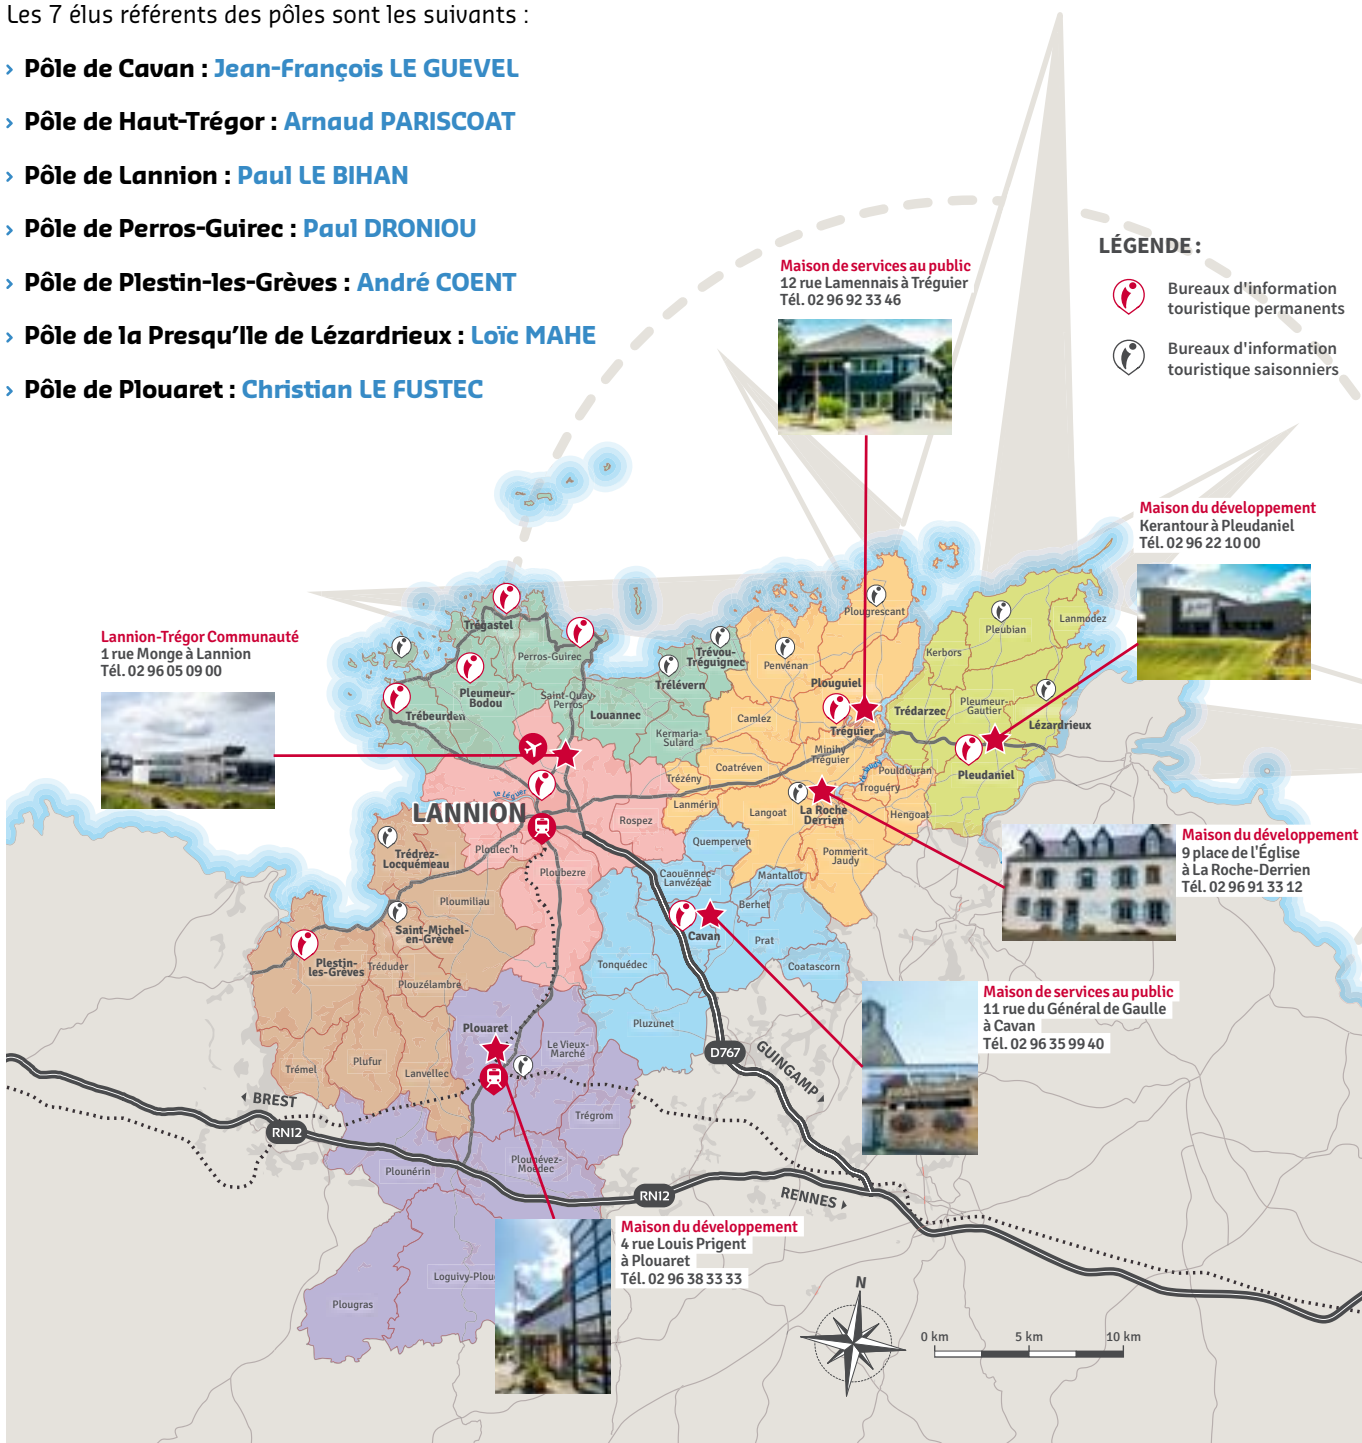 Les 7 élus référents des pôles sont les suivants :
› Pôle de Cavan : Jean-François LE GUEVEL
› Pôle de Haut-Trégor : Arnaud PARISCOAT
› Pôle de Lannion : Paul LE BIHAN
› Pôle de Perros-Guirec : Paul DRONIOU
› Pôle de Plestin-les-Grèves : André COENT
› Pôle de la Presqu'Ile de Lézardrieux : Loïc MAHE
› Pôle de Plouaret : Christian LE FUSTEC
LÉGENDE :
Bureaux d'information
touristique permanents
Bureaux d'information
touristique saisonniers
Maison de services au public
12 rue Lamennais à Tréguier
Tél. 02 96 92 33 46
Maison du développement
Kerantour à Pleudaniel
Tél. 02 96 22 10 00
Lannion-Trégor Communauté
1 rue Monge à Lannion
Tél. 02 96 05 09 00
Trégastel
Perros-Guirec
Pleumeur-
Bodou
Trébeurden
Saint-Quay-
Perros
Louannec
Trélévern
Trévou-
Tréguignec
Kermaria-
Sulard
Penvénan
Plougrescant
Plouguiel
Camlez
Tréguier
Minihy
Tréguier
Coatréven
Trézény
Lanmérin
Langoat
La Roche
Derrien
Pouldouran
Troguéry
Hengoat
Pommerit
Jaudy
Kerbors
Pleubian
Lanmodez
Trédarzec
Pleumeur-
Gautier
Lézardrieux
Pleudaniel
le Léguer
LANNION
Rospez
Ploulec'h
Ploubezre
Quemperven
Caouënnec-
Lanvézéac
Mantallot
Berhet
Cavan
Prat
Coatascorn
Tonquédec
Pluzunet
Trédrez-
Locquémeau
Ploumiliau
Saint-Michel-
en-Grève
Plestin-
les-Grèves
Tréduder
Plouzélambre
Trémel
Plufur
Lanvellec
Plouaret
Le Vieux-
Marché
Trégrom
Plounévez-
Moëdec
Plounérin
Loguivy-Plou
Plougras
Maison du développement
9 place de l'Église
à La Roche-Derrien
Tél. 02 96 91 33 12
Maison de services au public
11 rue du Général de Gaulle
à Cavan
Tél. 02 96 35 99 40
Maison du développement
4 rue Louis Prigent
à Plouaret
Tél. 02 96 38 33 33
D767
GUINGAMP
BREST
RN12
RN12
RENNES
N
0 km
5 km
10 km